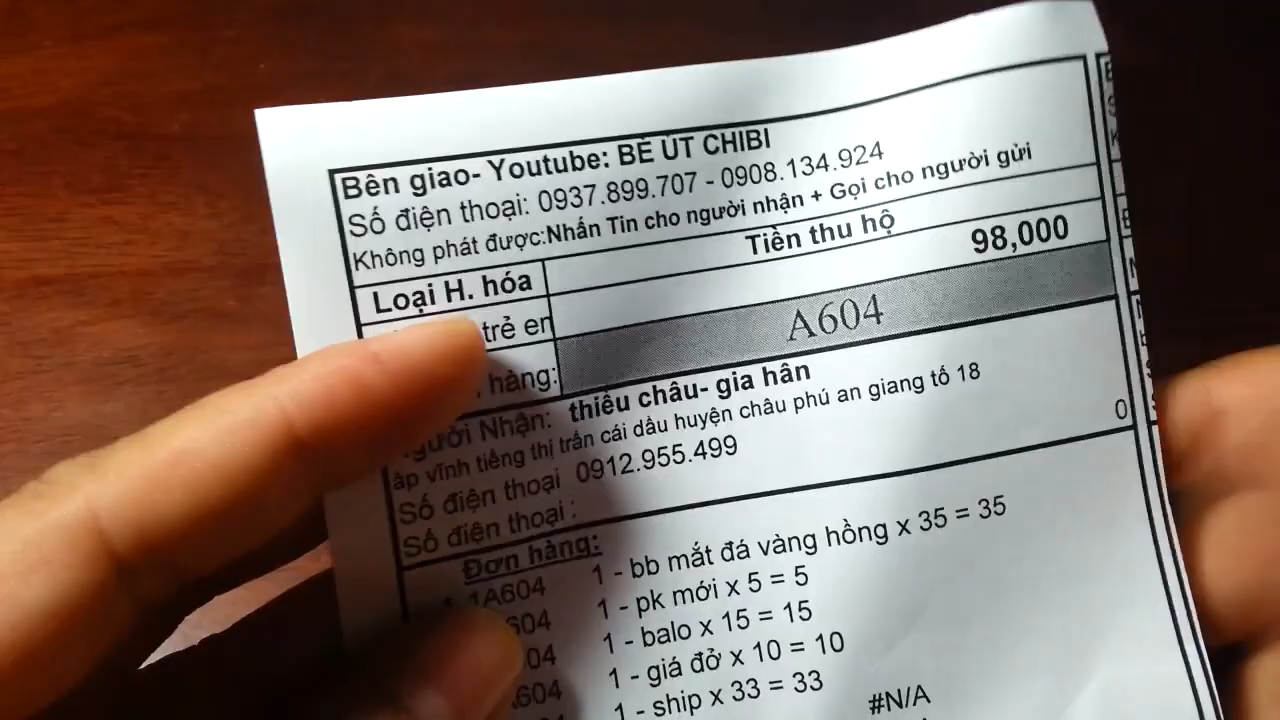 Bên giao- Youtube: BÉ ÚT CHIBI
Số điện thoại: 0937.899.707 - 0908.134.924
Không phát được:Nhấn Tin cho người nhận + Gọi cho người gửi
Loại H. hóa
Tiền thu hộ
trẻ em
98,000
hàng:
A604
Người Nhận: thiều châu- gia hân
ấp vĩnh tiêng thị trấn cái dầu huyện châu phú an giang tổ 18
Số điện thoại 0912.955.499
0
Số điện thoại :
Đơn hàng:
1A604 1 - bb mắt đá vàng hồng x 35 = 35
604 1 - pk mới x 5 = 5
04 1 - balo x 15 = 15
A604 1 - giá đở x 10 = 10
1 - ship x 33 = 33
#N/A